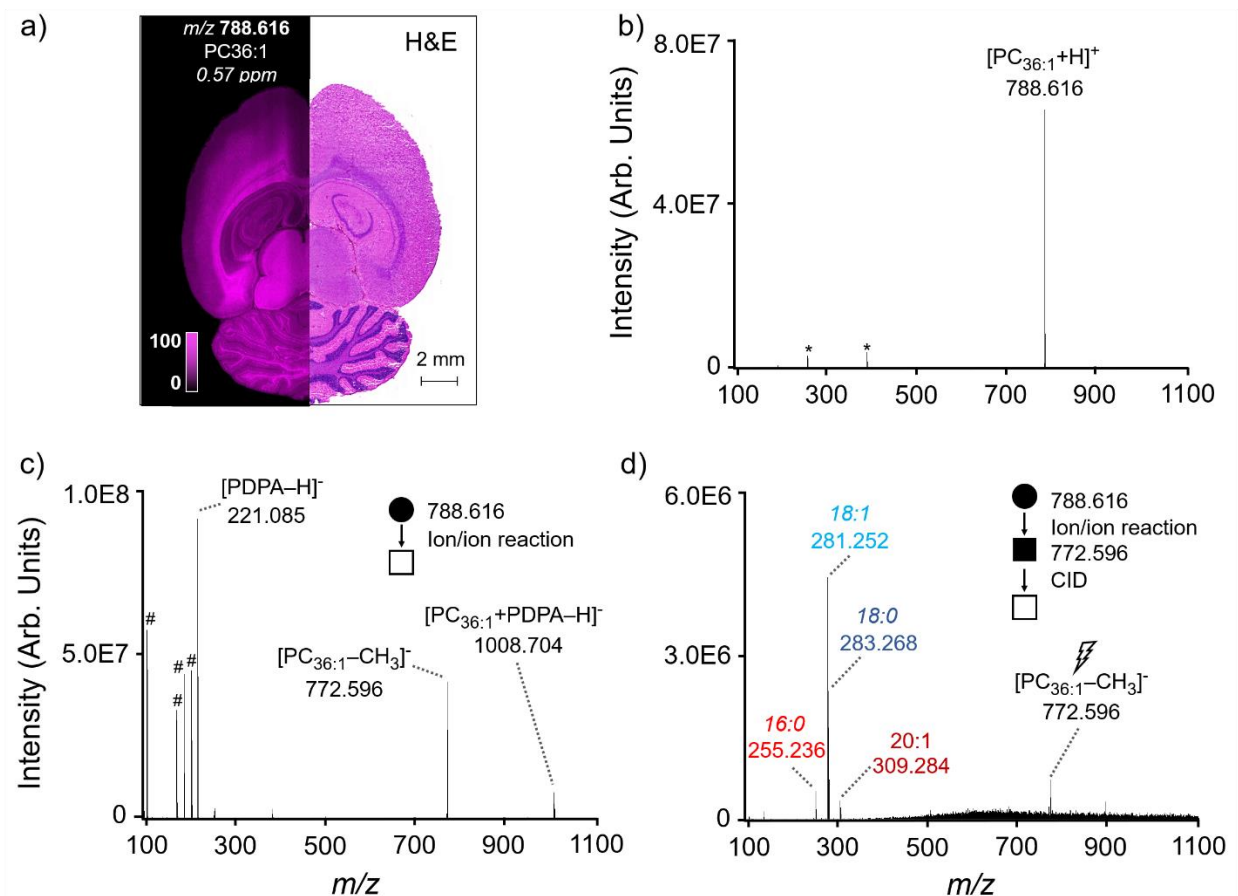 a)
m/z 788.616
PC36:1
0.57 ppm
H&E
100
0
2 mm
b)
Intensity (Arb. Units)
8.0E7
4.0E7
0
[PC36:1+H]+
788.616
*
*
100
300
500
700
900
1100
c)
Intensity (Arb. Units)
1.0E8
5.0E7
0
[PDPA–H]-
221.085
788.616
Ion/ion reaction
#
#
#
#
[PC36:1–CH3]-
772.596
[PC36:1+PDPA–H]-
1008.704
100
300
500
700
900
1100
m/z
d)
6.0E6
3.0E6
0
18:1
281.252
18:0
283.268
16:0
255.236
20:1
309.284
788.616
Ion/ion reaction
772.596
CID
[PC36:1–CH3]-
772.596
100
300
500
700
900
1100
m/z